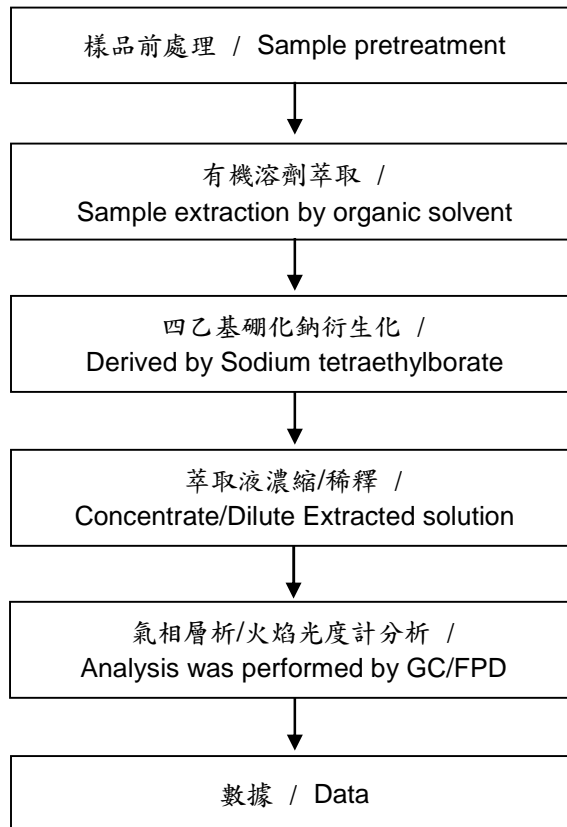 樣品前處理 / Sample pretreatment
有機溶劑萃取 /
Sample extraction by organic solvent
四乙基硼化鈉衍生化 /
Derived by Sodium tetraethylborate
萃取液濃縮/稀釋 /
Concentrate/Dilute Extracted solution
氣相層析/火焰光度計分析 /
Analysis was performed by GC/FPD
數據 / Data